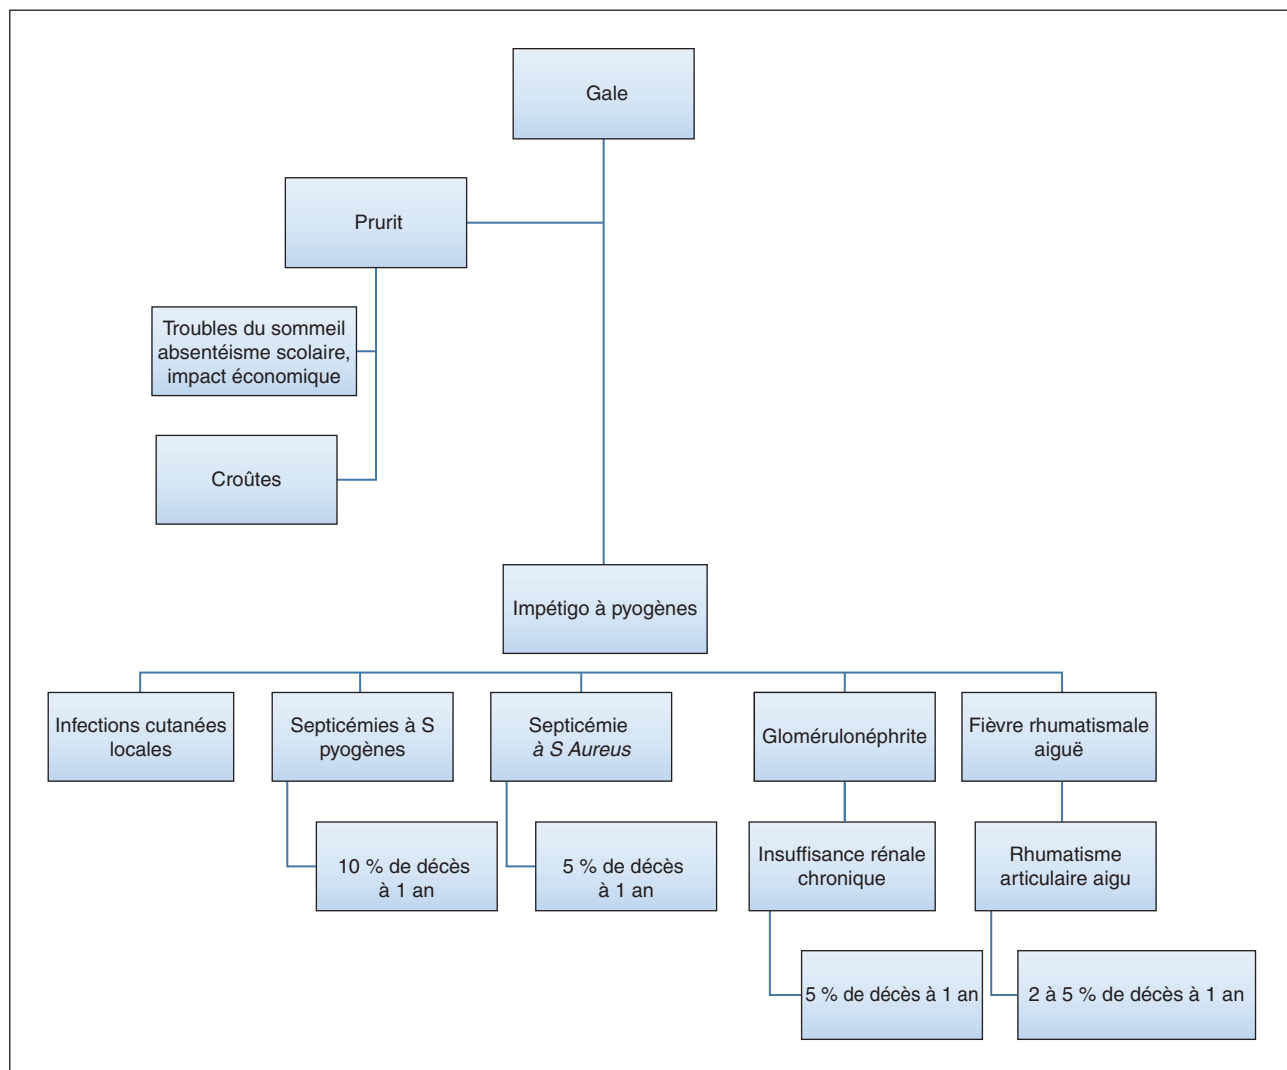 Gale
Prurit
Troubles du sommeil
absentéisme scolaire,
impact économique
Croûtes
Impétigo à pyogènes
Infections cutanées
locales
Septicémies à S
pyogènes
Septicémie
à S Aureus
Glomérulonéphrite
Fièvre rhumatismale
aiguë
10 % de décès
à 1 an
5 % de décès
à 1 an
Insuffisance rénale
chronique
Rhumatisme
articulaire aigu
5 % de décès à 1 an
2 à 5 % de décès à 1 an